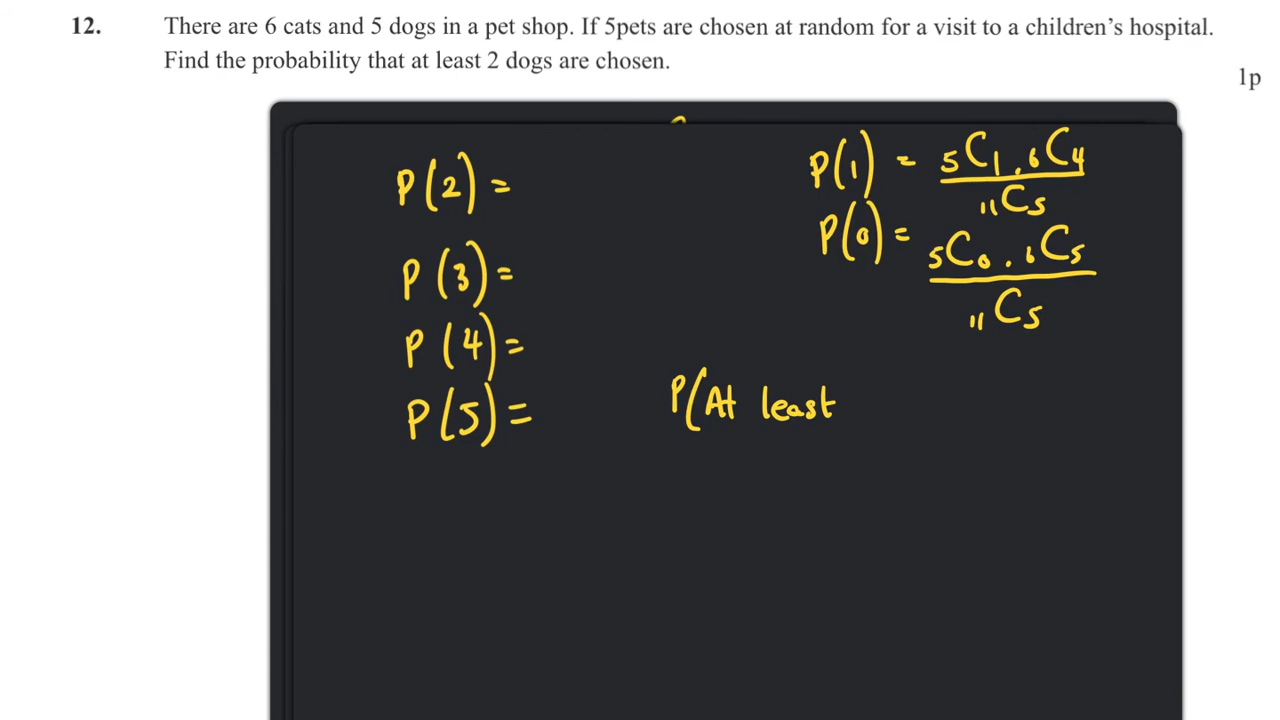 12. There are 6 cats and 5 dogs in a pet shop. If 5pets are chosen at random for a visit to a children’s hospital.
Find the probability that at least 2 dogs are chosen.
1p
P(2) =
P(3) =
P(4) =
P(5) =
P(1) = 5C1 . 6C4
11C5
P(0) = 5C0 . 6C5
11C5
P(At least